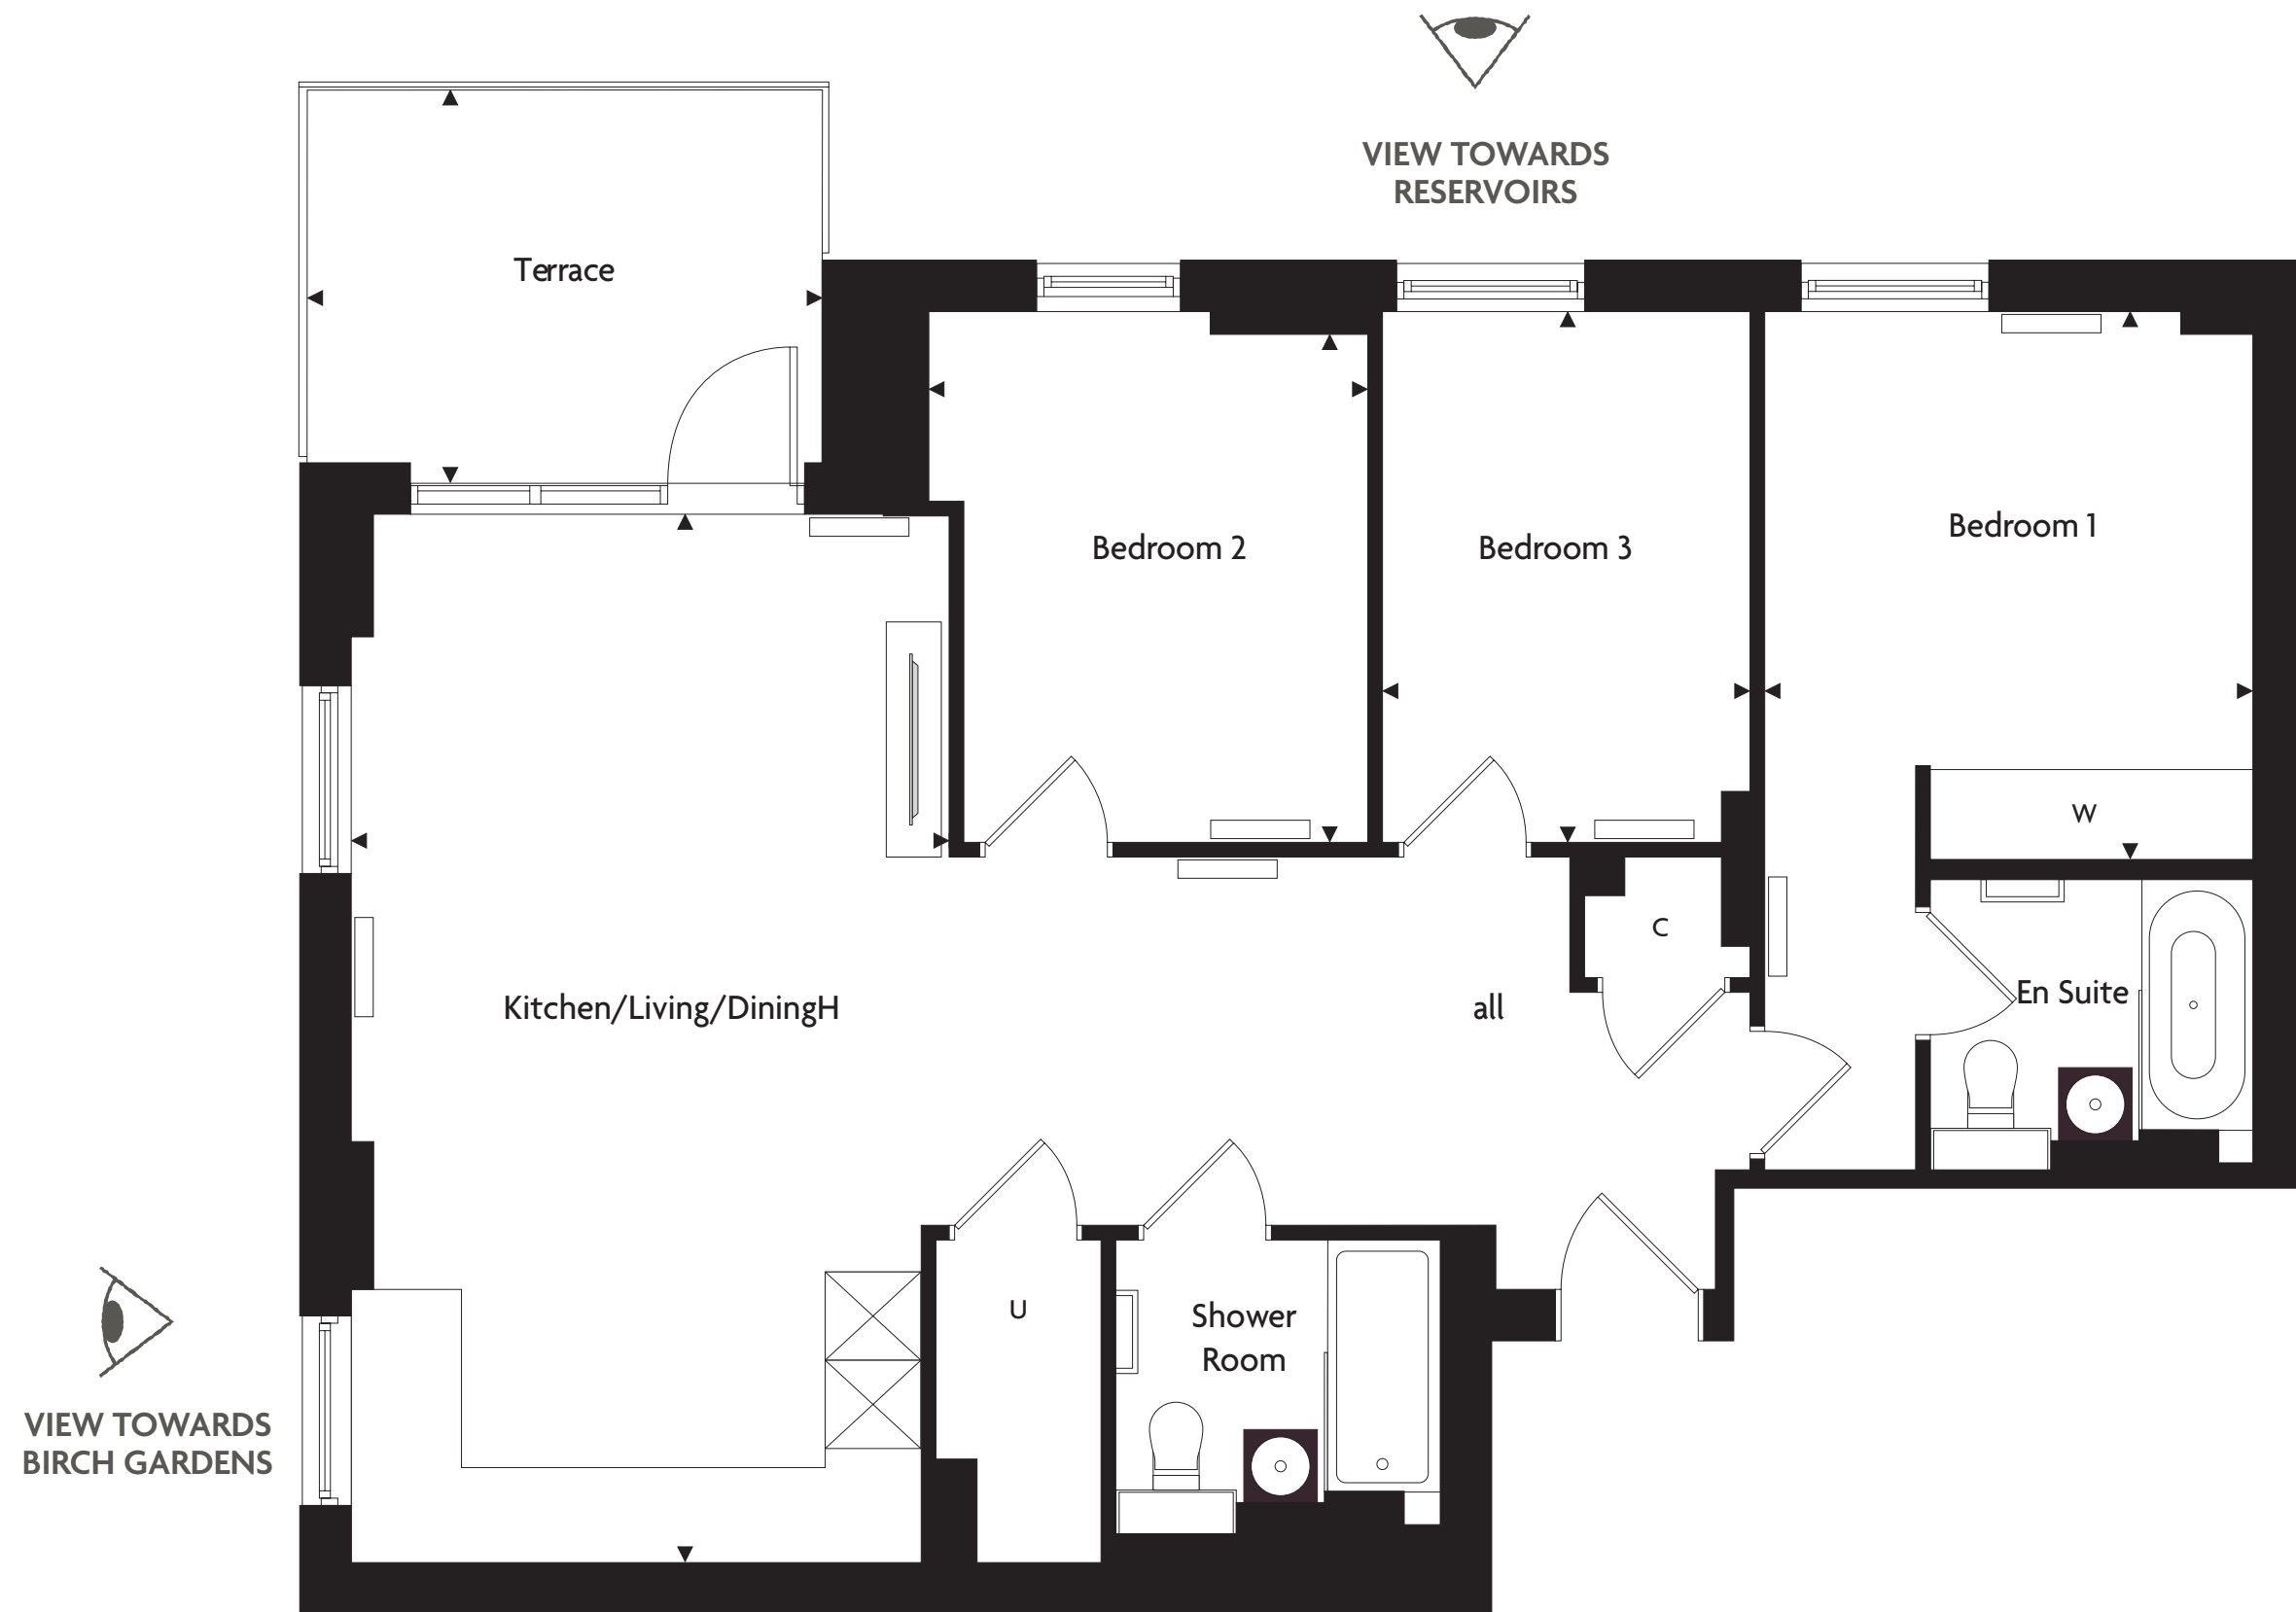 VIEW TOWARDS
RESERVOIRS
Terrace
Bedroom 2
Bedroom 3
Bedroom 1
W
C
En Suite
Kitchen/Living/DiningH
all
U
Shower
Room
VIEW TOWARDS
BIRCH GARDENS